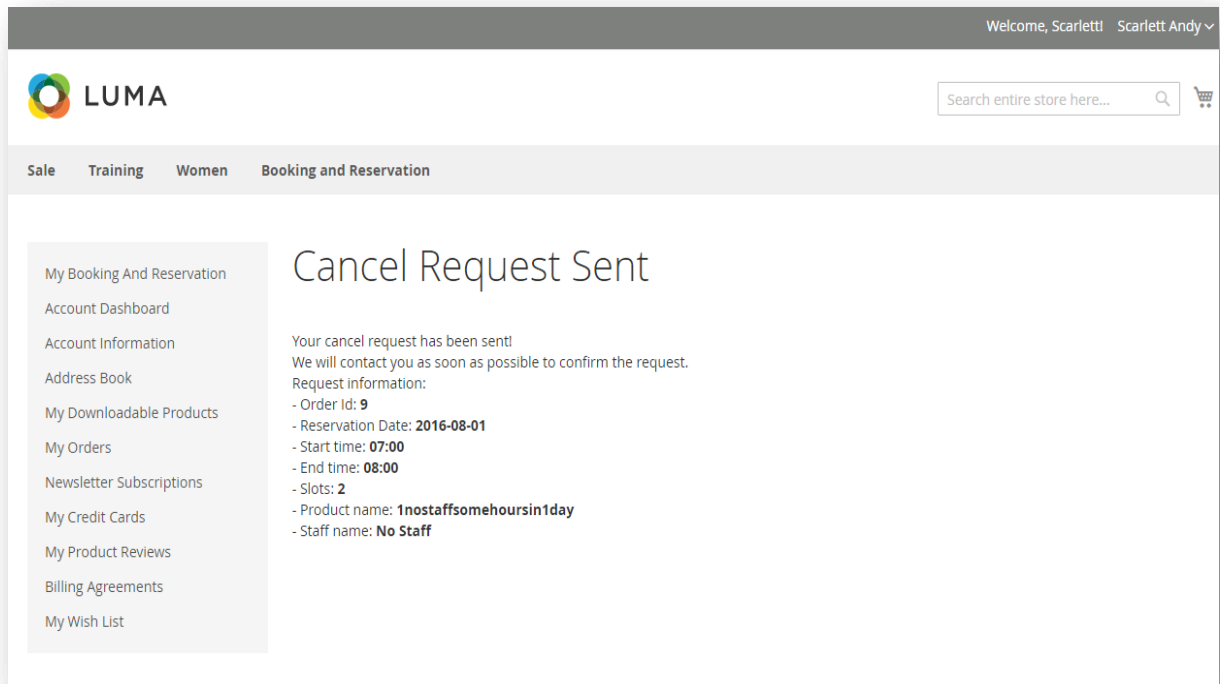 Welcome, Scarlett! Scarlett Andy
LUMA
Search entire store here...
Sale Training Women Booking and Reservation
My Booking And Reservation
Account Dashboard
Account Information
Address Book
My Downloadable Products
My Orders
Newsletter Subscriptions
My Credit Cards
My Product Reviews
Billing Agreements
My Wish List
Cancel Request Sent
Your cancel request has been sent!
We will contact you as soon as possible to confirm the request.
Request information:
- Order Id: 9
- Reservation Date: 2016-08-01
- Start time: 07:00
- End time: 08:00
- Slots: 2
- Product name: 1nostaffsomehoursin1day
- Staff name: No Staff